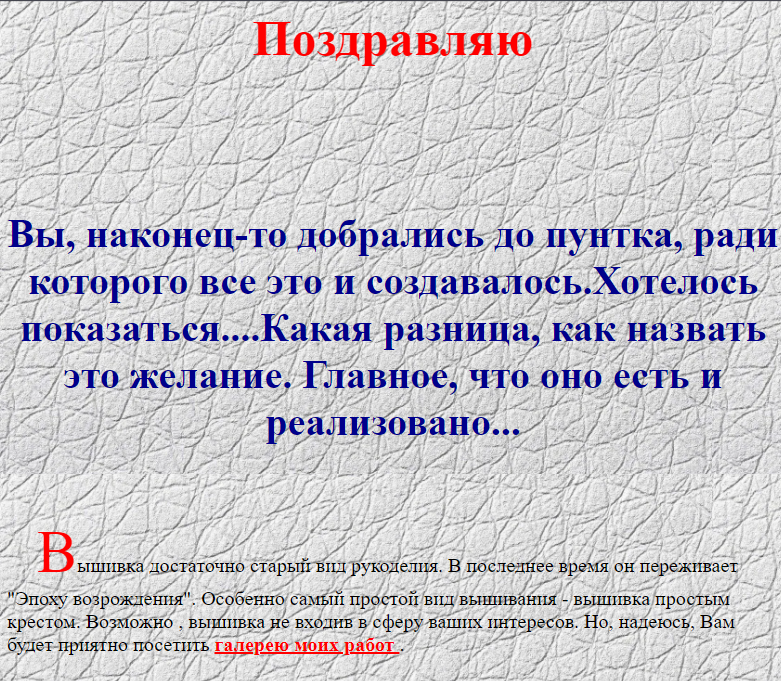 Поздравляю
Вы, наконец-то добрались до пунтка, ради
которого все это и создавалось.Хотелось
показаться....Какая разница, как назвать
это желание. Главное, что оно есть и
реализовано...
Вышивка достаточно старый вид рукоделия. В последнее время он переживает
"Эпоху возрождения". Особенно самый простой вид вышивания - вышивка простым
крестом. Возможно , вышивка не входив в сферу ваших интересов. Но, надеюсь, Вам
будет приятно посетить галерею моих работ .